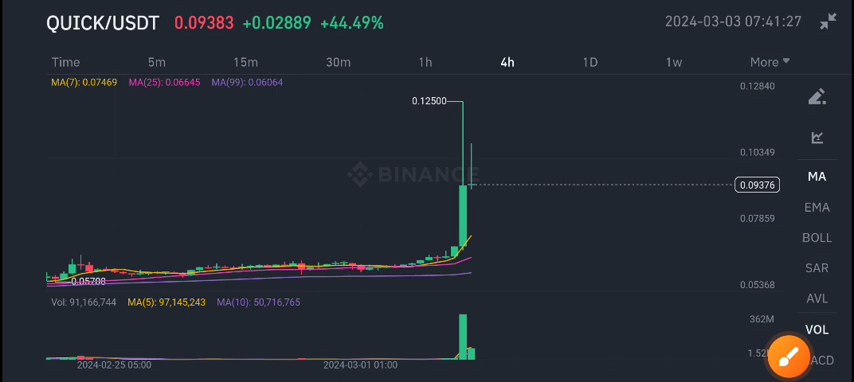 QUICK/USDT 0.09383 +0.02889 +44.49% 2024-03-03 07:41:27
Time 5m 15m 30m 1h 4h 1D 1w More
MA(7): 0.07469 MA(25): 0.06645 MA(99): 0.06064
0.12840
0.12500
MA
0.10349
BINANCE
0.09376
EMA
0.07859
BOLL
SAR
0.05708
0.05368
AVL
Vol: 91,166,744 MA(5): 97,145,243 MA(10): 50,716,765
362M
VOL
1.52
ACD
2024-02-25 05:00 2024-03-01 01:00